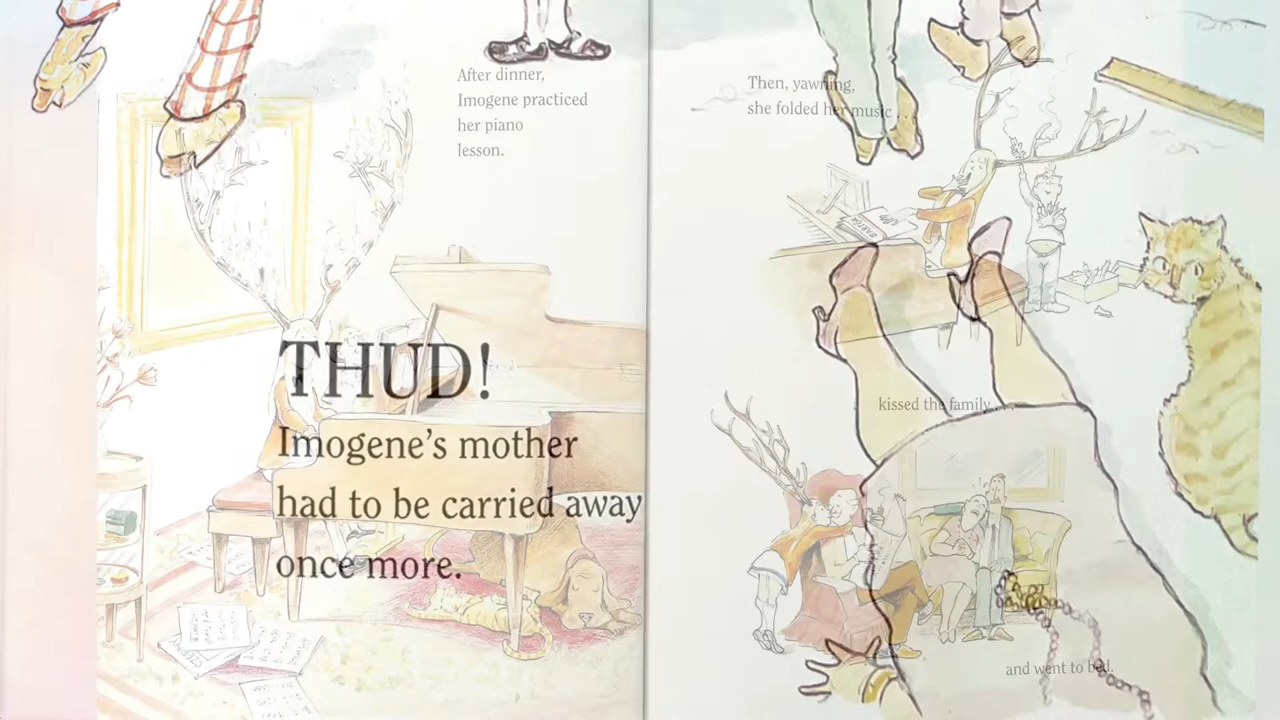 After dinner,
Imogene practiced
her piano
lesson.
THUD!
Imogene's mother
had to be carried away
once more.
Then, yawning,
she folded her music . . .
kissed the family . . .
and went to bed.